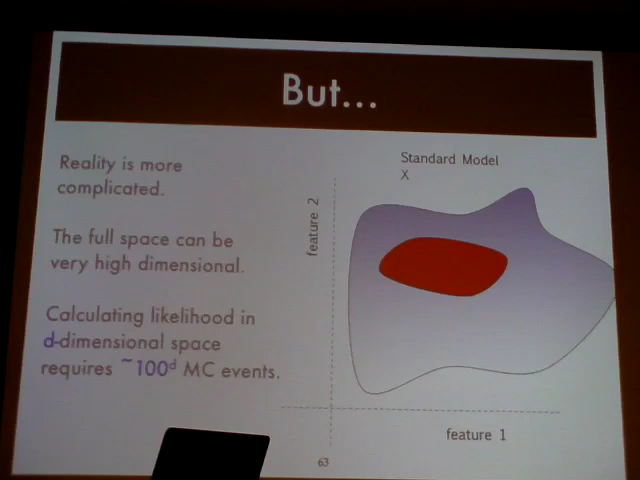 But...
Reality is more
complicated.
The full space can be
very high dimensional.
Calculating likelihood in
d-dimensional space
requires ~100ᵈ MC events.
Standard Model
X
feature 2
feature 1
63